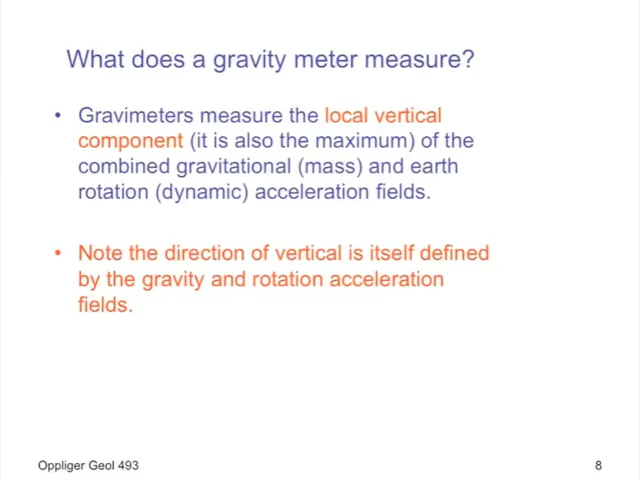 What does a gravity meter measure?
• Gravimeters measure the local vertical
component (it is also the maximum) of the
combined gravitational (mass) and earth
rotation (dynamic) acceleration fields.
• Note the direction of vertical is itself defined
by the gravity and rotation acceleration
fields.
Oppliger Geol 493
8